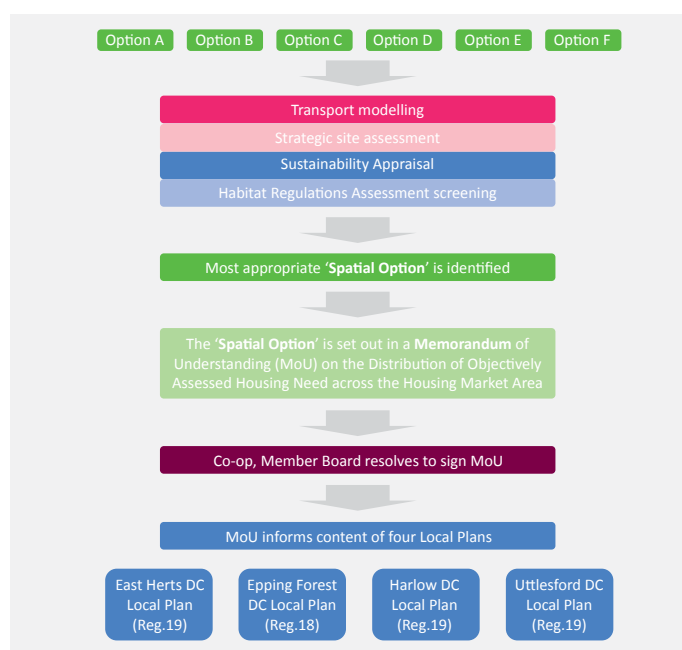 Option A Option B Option C Option D Option E Option F
Transport modelling
Strategic site assessment
Sustainability Appraisal
Habitat Regulations Assessment screening
Most appropriate ‘Spatial Option’ is identified
The ‘Spatial Option’ is set out in a Memorandum of
Understanding (MoU) on the Distribution of Objectively
Assessed Housing Need across the Housing Market Area
Co-op, Member Board resolves to sign MoU
MoU informs content of four Local Plans
East Herts DC
Local Plan
(Reg.19)
Epping Forest
DC Local Plan
(Reg.18)
Harlow DC
Local Plan
(Reg.19)
Uttlesford DC
Local Plan
(Reg.19)